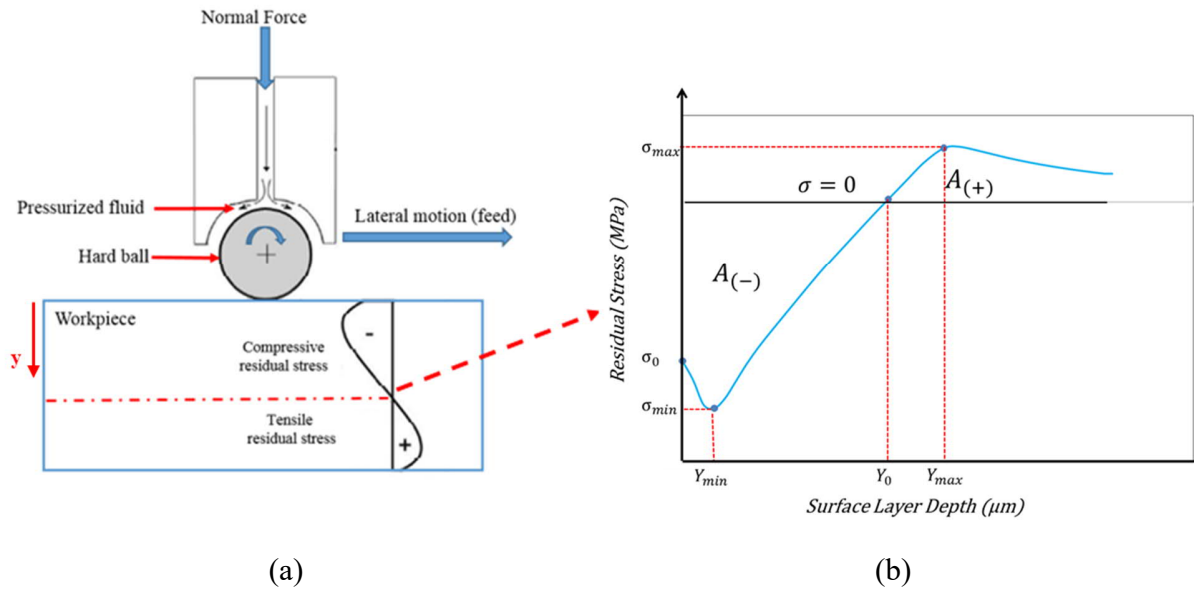 Normal Force
Pressurized fluid
Lateral motion (feed)
Hard ball
Workpiece
y
-
Compressive
residual stress
Tensile
residual stress
+
(a)
Residual Stress (MPa)
σmax
σ = 0
A(+)
A(−)
σ0
σmin
Ymin
Y0
Ymax
Surface Layer Depth (μm)
(b)